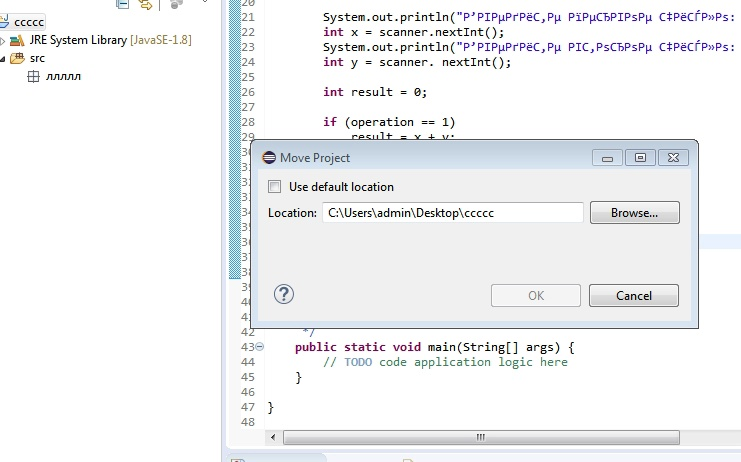 20
ccccc
JRE System Library [JavaSE-1.8]
src
ллллл
21 System.out.println("Р’РІРµРґРёС‚Рµ РїРµСЂРІРѕРµ С‡РёСЃР»Рѕ:
22 int x = scanner.nextInt();
23 System.out.println("Р’РІРµРґРёС‚Рµ РІС‚РѕСЂРѕРµ С‡РёСЃР»Рѕ:
24 int y = scanner. nextInt();
25
26 int result = 0;
27
28 if (operation == 1)
29 result = x + y;
Move Project
Use default location
Location: C:\Users\admin\Desktop\ccccc Browse...
? OK Cancel
42 */
43 public static void main(String[] args) {
44 // TODO code application logic here
45 }
46
47 }
48